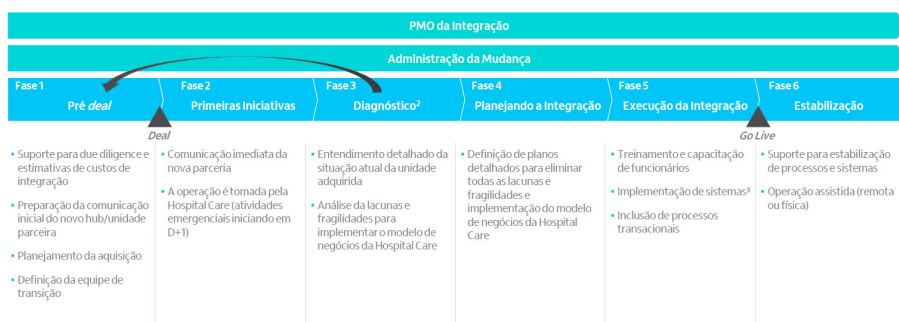 PMO da Integração
Administração da Mudança
Fase 1
Pré deal
Fase 2
Primeiras Iniciativas
Fase 3
Diagnóstico²
Fase 4
Planejando a Integração
Fase 5
Execução da Integração
Fase 6
Estabilização
Deal
Go Live
• Suporte para due diligence e
estimativas de custos de
integração
• Preparação da comunicação
inicial do novo hub/unidade
parceira
• Planejamento da aquisição
• Definição da equipe de
transição
• Comunicação imediata da
nova parceria
• A operação é tomada pela
Hospital Care (atividades
emergenciais iniciando em
D+1)
• Entendimento detalhado da
situação atual da unidade
adquirida
• Análise da lacunas e
fragilidades para
implementar o modelo de
negócios da Hospital Care
• Definição de planos
detalhados para eliminar
todas as lacunas e
fragilidades e
implementação do modelo
de negócios da Hospital
Care
• Treinamento e capacitação
de funcionários
• Implementação de sistemas³
• Inclusão de processos
transacionais
• Suporte para estabilização
de processos e sistemas
• Operação assistida (remota
ou física)